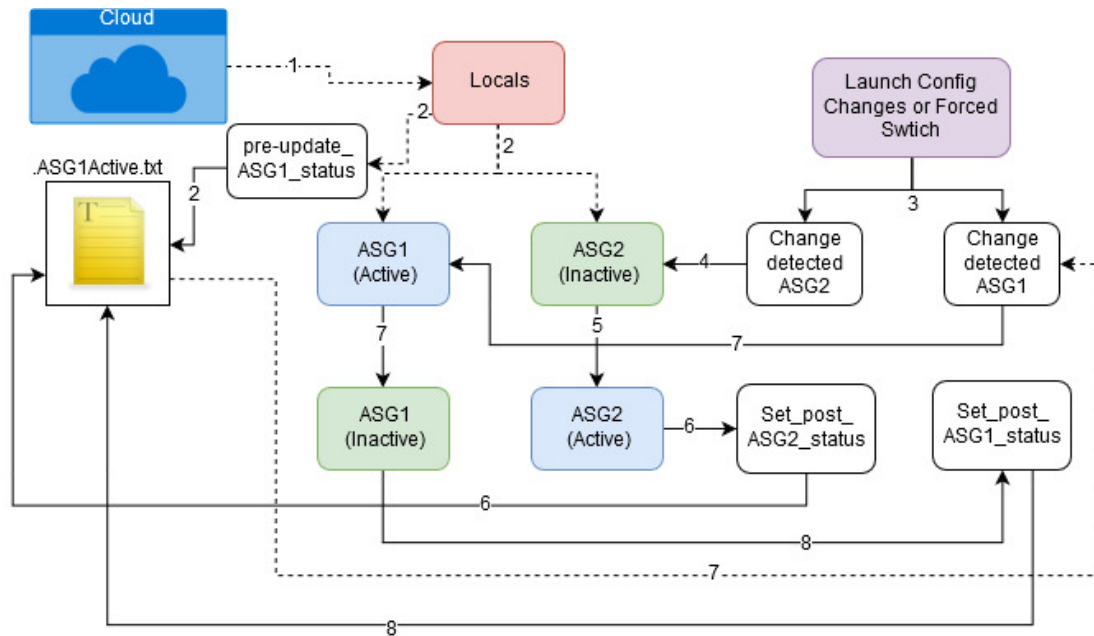 Cloud
1
Locals
Launch Config
Changes or Forced
Swtich
2
2
pre-update_
ASG1_status
.ASG1Active.txt
2
3
T
ASG1
(Active)
ASG2
(Inactive)
4
Change
detected
ASG2
Change
detected
ASG1
7
5
7
ASG1
(Inactive)
ASG2
(Active)
6
Set_post_
ASG2_status
Set_post_
ASG1_status
6
8
7
8